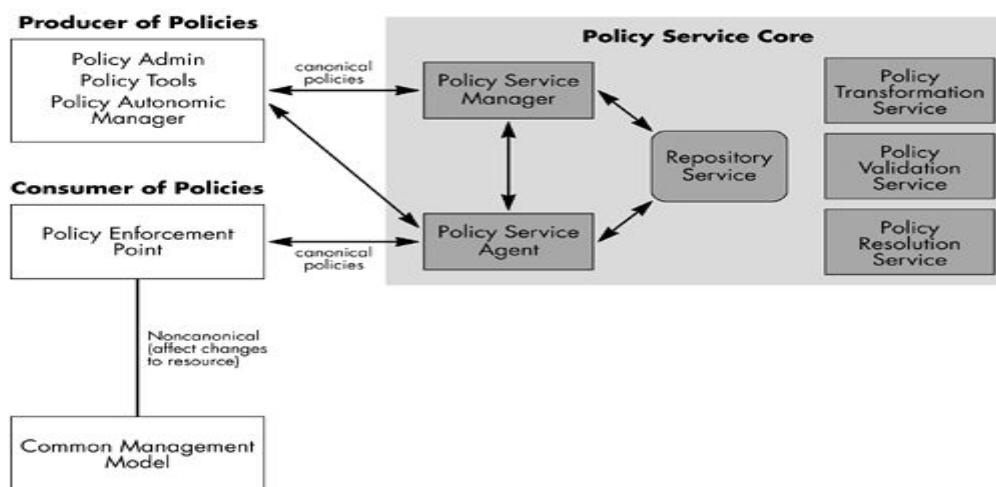 Producer of Policies
Policy Admin
Policy Tools
Policy Autonomic
Manager
canonical
policies
Policy Service Core
Policy Service
Manager
Repository
Service
Policy
Transformation
Service
Policy
Validation
Service
Policy
Resolution
Service
Consumer of Policies
Policy Enforcement
Point
canonical
policies
Policy Service
Agent
Noncanonical
(affect changes
to resource)
Common Management
Model